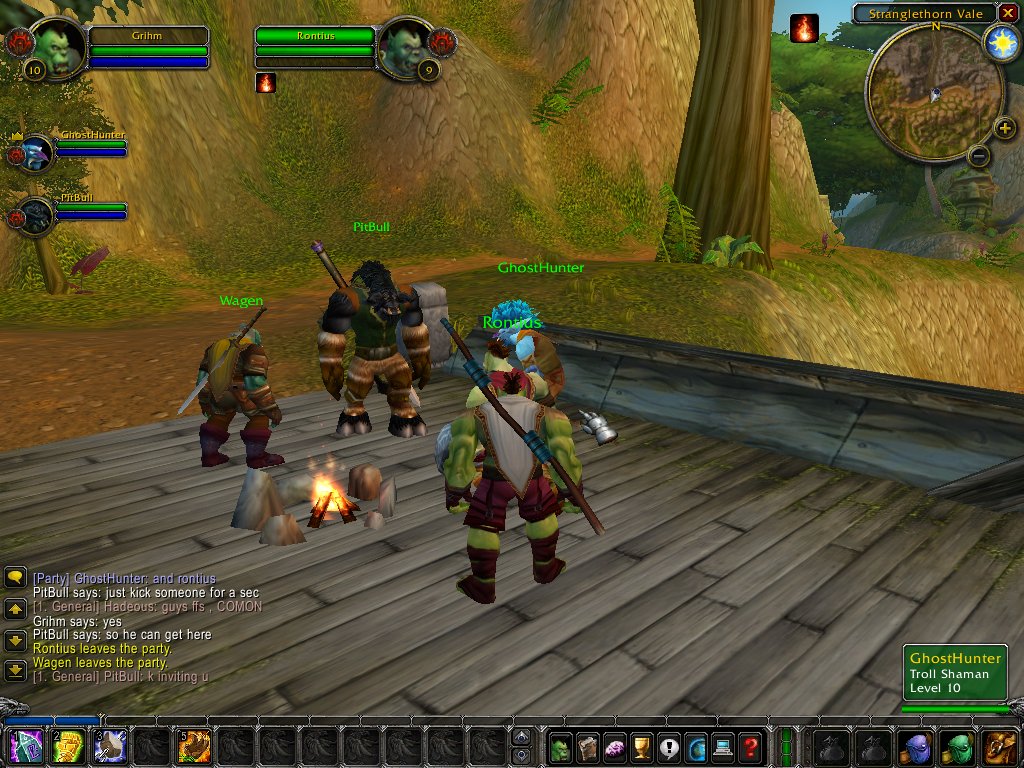 Grihm
10
Rontius
9
Stranglethorn Vale
N
GhostHunter
PitBull
PitBull
GhostHunter
Wagen
Rontius
[Party] GhostHunter: and rontius
PitBull says: just kick someone for a sec
[1. General] Hadeous: guys ffs , COMON
Grihm says: yes
PitBull says: so he can get here
Rontius leaves the party.
Wagen leaves the party.
[1. General] PitBull: k inviting u
GhostHunter
Troll Shaman
Level 10
2
3
5